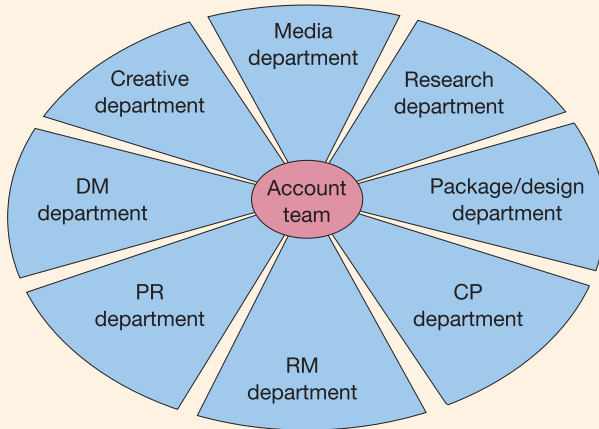 Media
department
Research
department
Package/design
department
CP
department
RM
department
PR
department
DM
department
Creative
department
Account
team